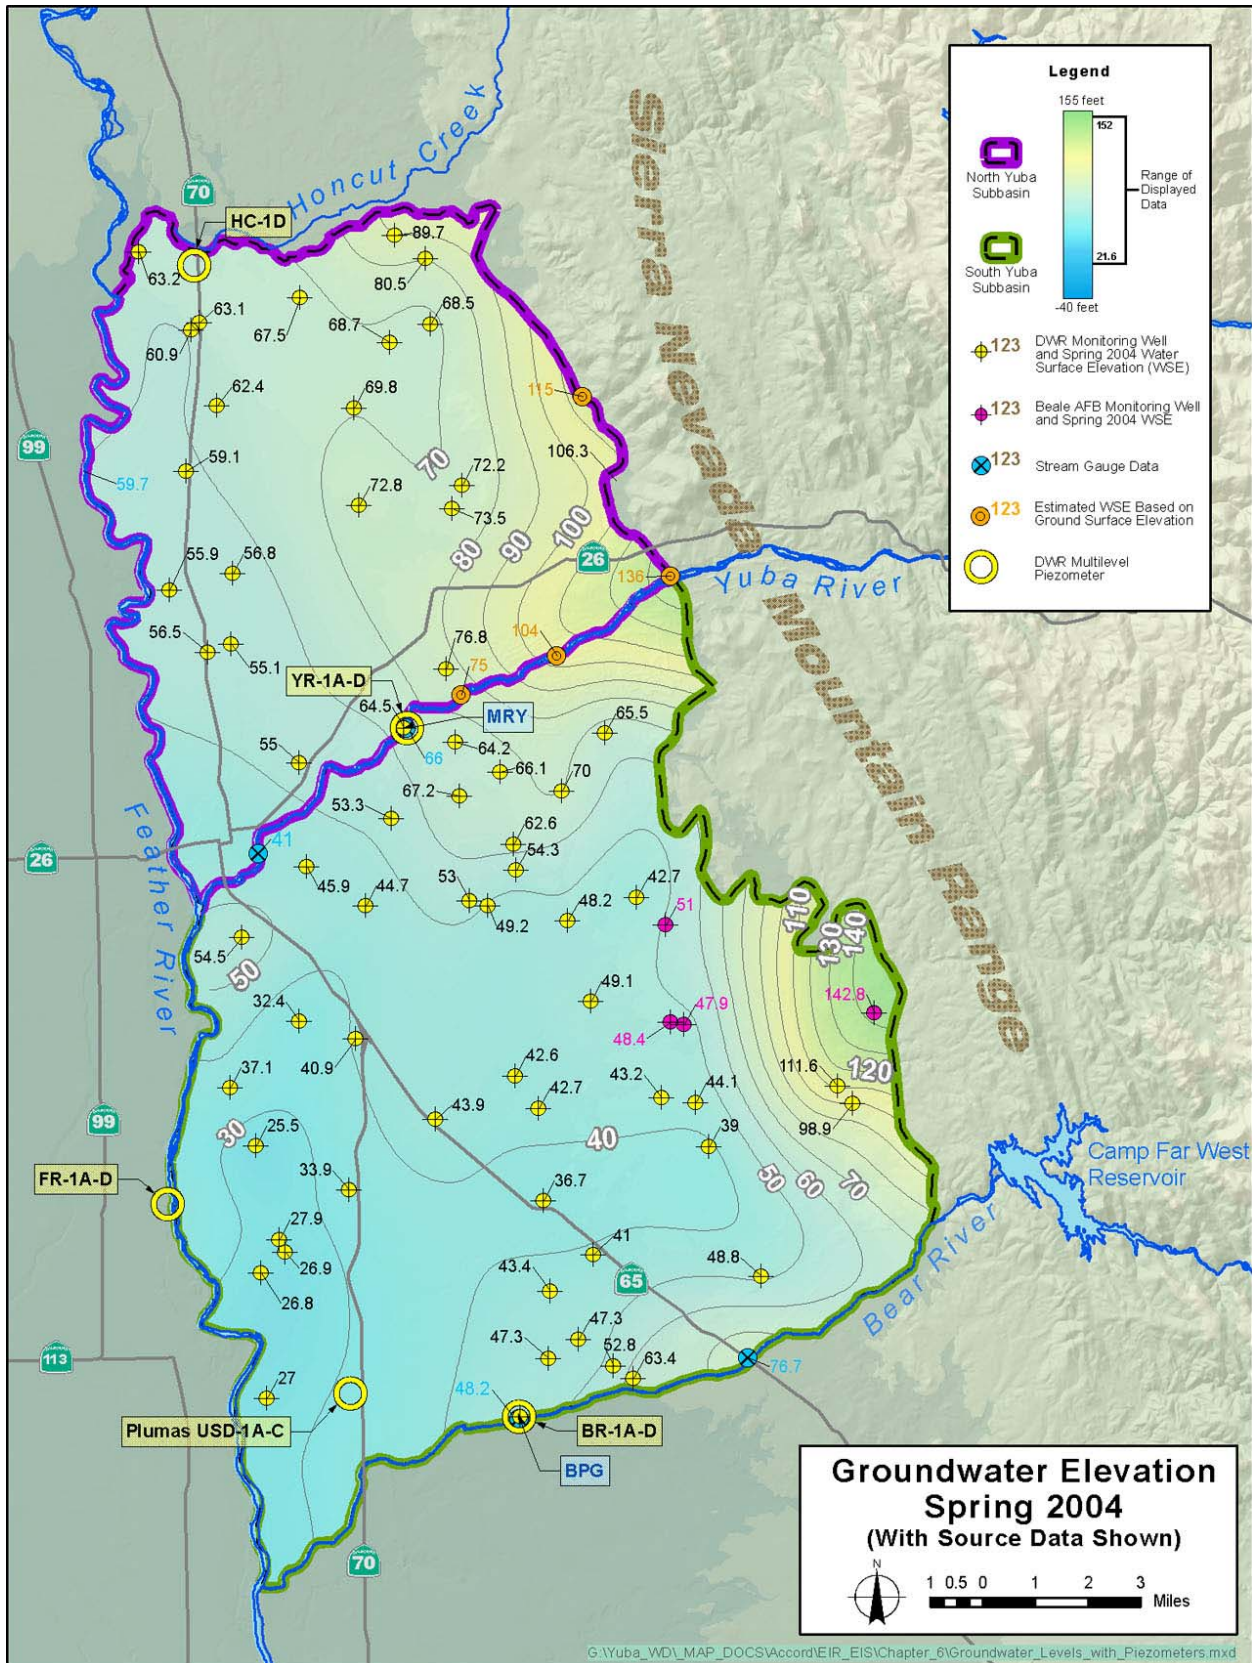 Legend
155 feet
152
North Yuba
Subbasin
Range of
Displayed
Data
South Yuba
Subbasin
21.6
-40 feet
123
DWR Monitoring Well
and Spring 2004 Water
Surface Elevation (WSE)
123
Beale AFB Monitoring Well
and Spring 2004 WSE
123
Stream Gauge Data
123
Estimated WSE Based on
Ground Surface Elevation
DWR Multilevel
Piezometer
Sierra Nevada Mountain Range
Honcut Creek
70
HC-1D
89.7
63.2
80.5
63.1
67.5
68.7
68.5
60.9
62.4
69.8
115
99
106.3
59.1
59.7
70
72.2
72.8
73.5
80
90
100
26
55.9
56.8
136
Yuba River
56.5
55.1
76.8
104
75
YR-1A-D
64.5
MRY
66
65.5
64.2
55
66.1
70
67.2
53.3
62.6
Feather River
41
54.3
26
45.9
44.7
53
49.2
48.2
42.7
51
110
130
140
54.5
50
32.4
49.1
47.9
142.8
48.4
40.9
42.6
111.6
120
37.1
42.7
43.2
44.1
99
43.9
98.9
30
25.5
40
39
Camp Far West
Reservoir
33.9
FR-1A-D
36.7
50
60
70
27.9
26.9
41
43.4
65
48.8
Bear River
26.8
47.3
47.3
52.8
113
63.4
76.7
27
48.2
Plumas USD-1A-C
BR-1A-D
BPG
70
Groundwater Elevation
Spring 2004
(With Source Data Shown)
N
1 0.5 0 1 2 3
Miles
G:\Yuba_WD\_MAP_DOCS\Accord\EIR_EIS\Chapter_6\Groundwater_Levels_with_Piezometers.mxd